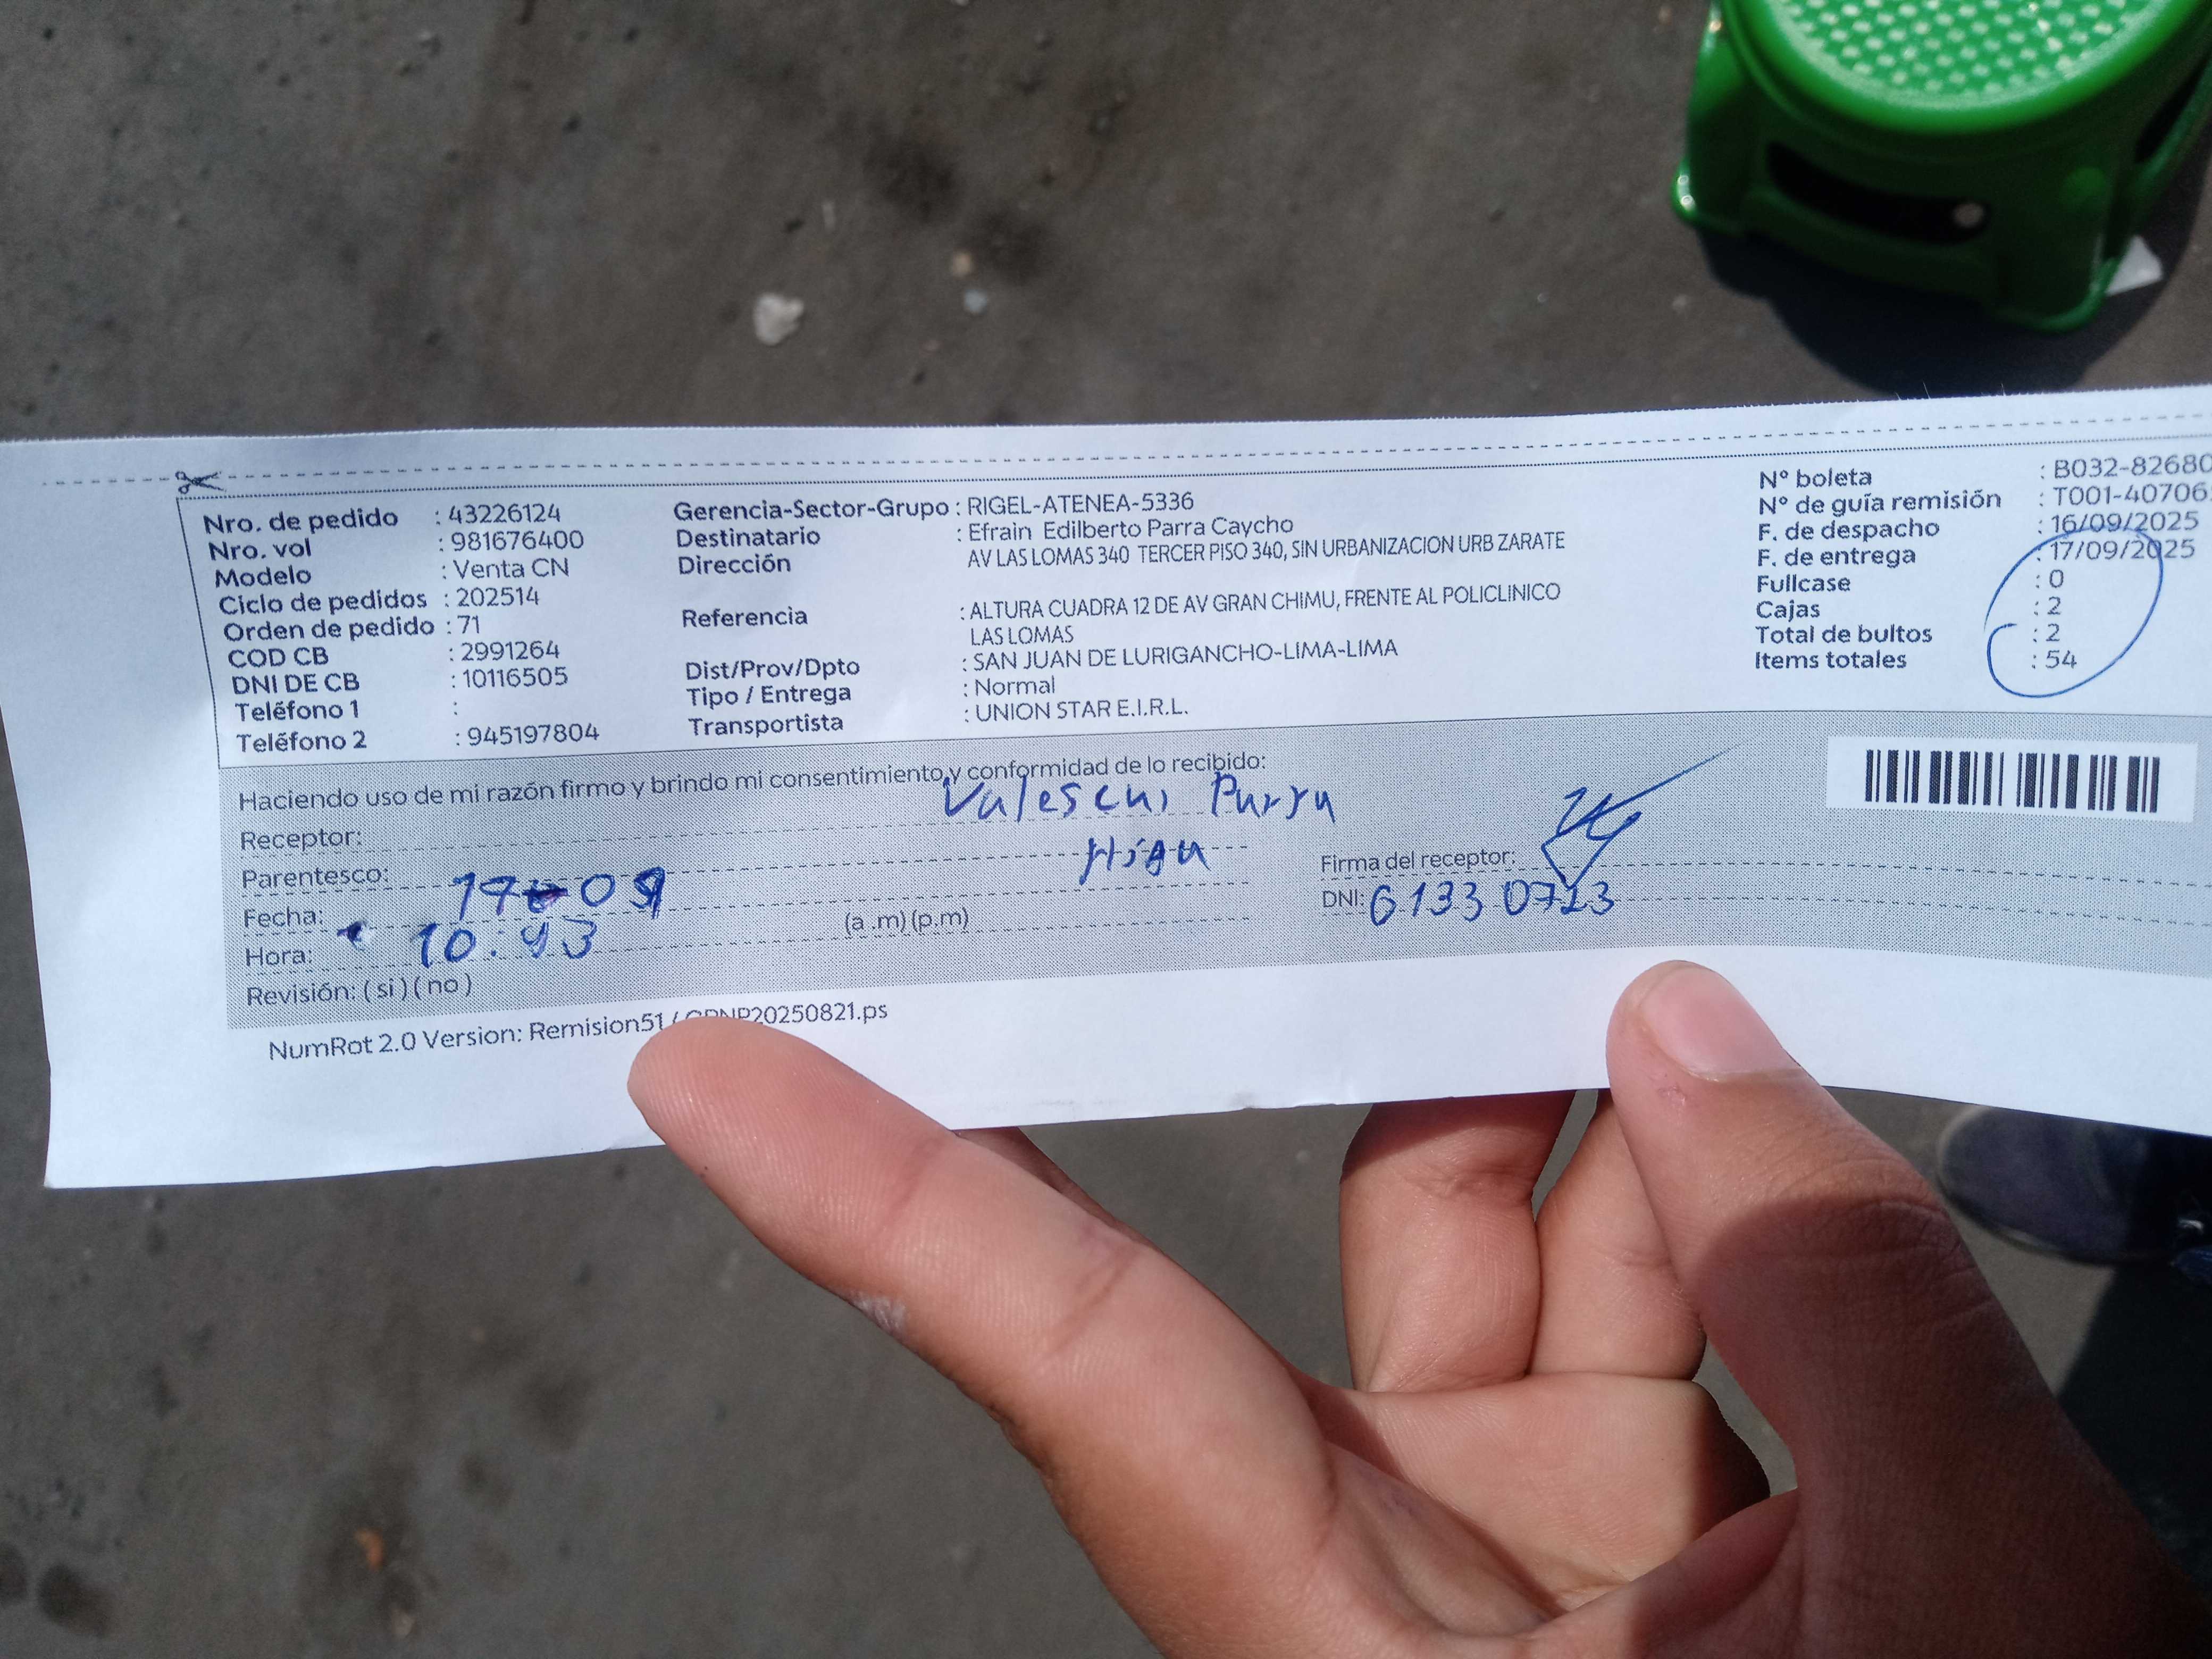 Nro. de pedido : 43226124
Nro. vol : 981676400
Modelo : Venta CN
Ciclo de pedidos : 202514
Orden de pedido : 71
COD CB : 2991264
DNI DE CB : 10116505
Teléfono 1 :
Teléfono 2 : 945197804
Gerencia-Sector-Grupo : RIGEL-ATENEA-5336
Destinatario : Efrain Edilberto Parra Caycho
Dirección AV LAS LOMAS 340 TERCER PISO 340, SIN URBANIZACION URB ZARATE
Referencia : ALTURA CUADRA 12 DE AV GRAN CHIMU, FRENTE AL POLICLINICO
LAS LOMAS
Dist/Prov/Dpto : SAN JUAN DE LURIGANCHO-LIMA-LIMA
Tipo / Entrega : Normal
Transportista : UNION STAR E.I.R.L.
Nº boleta : B032-82680
Nº de guía remisión : T001-40706
F. de despacho : 16/09/2025
F. de entrega : 17/09/2025
Fullcase : 0
Cajas : 2
Total de bultos : 2
Items totales : 54
Haciendo uso de mi razón firmo y brindo mi consentimiento y conformidad de lo recibido:
Receptor: Parra
Parentesco:
Fecha: 09
Hora: 10:43 (a .m) (p.m)
Revisión: ( si ) ( no )
Firma del receptor:
DNI: 61330713
NumRot 2.0 Version: Remision51 / 20250821.ps